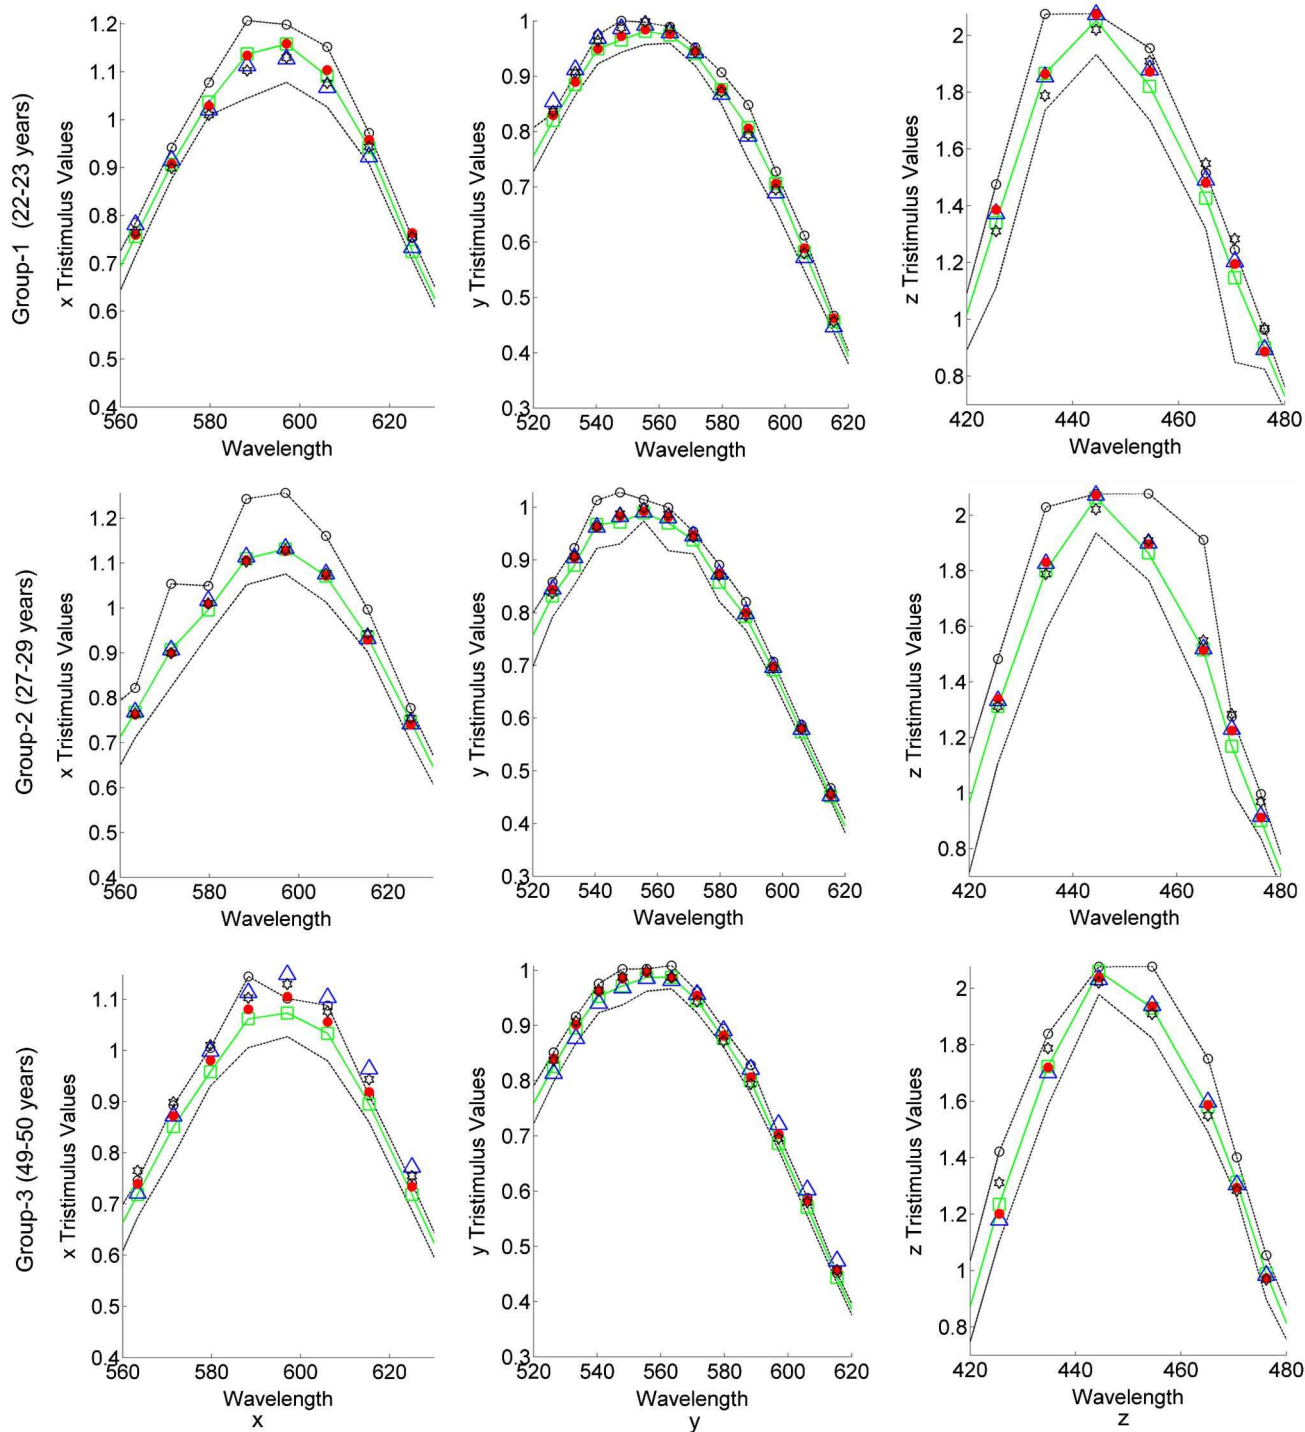 Group-1 (22-23 years)
x Tristimulus Values
1.2
1.1
1
0.9
0.8
0.7
0.6
0.5
0.4
560 580 600 620
Wavelength
y Tristimulus Values
1
0.9
0.8
0.7
0.6
0.5
0.4
0.3
520 540 560 580 600 620
Wavelength
z Tristimulus Values
2
1.8
1.6
1.4
1.2
1
0.8
420 440 460 480
Wavelength
Group-2 (27-29 years)
x Tristimulus Values
1.2
1.1
1
0.9
0.8
0.7
0.6
0.5
0.4
560 580 600 620
Wavelength
y Tristimulus Values
1
0.9
0.8
0.7
0.6
0.5
0.4
0.3
520 540 560 580 600 620
Wavelength
z Tristimulus Values
2
1.8
1.6
1.4
1.2
1
0.8
420 440 460 480
Wavelength
Group-3 (49-50 years)
x Tristimulus Values
1.1
1
0.9
0.8
0.7
0.6
0.5
0.4
560 580 600 620
Wavelength
x
y Tristimulus Values
1
0.9
0.8
0.7
0.6
0.5
0.4
0.3
520 540 560 580 600 620
Wavelength
y
z Tristimulus Values
2
1.8
1.6
1.4
1.2
1
0.8
420 440 460 480
Wavelength
z